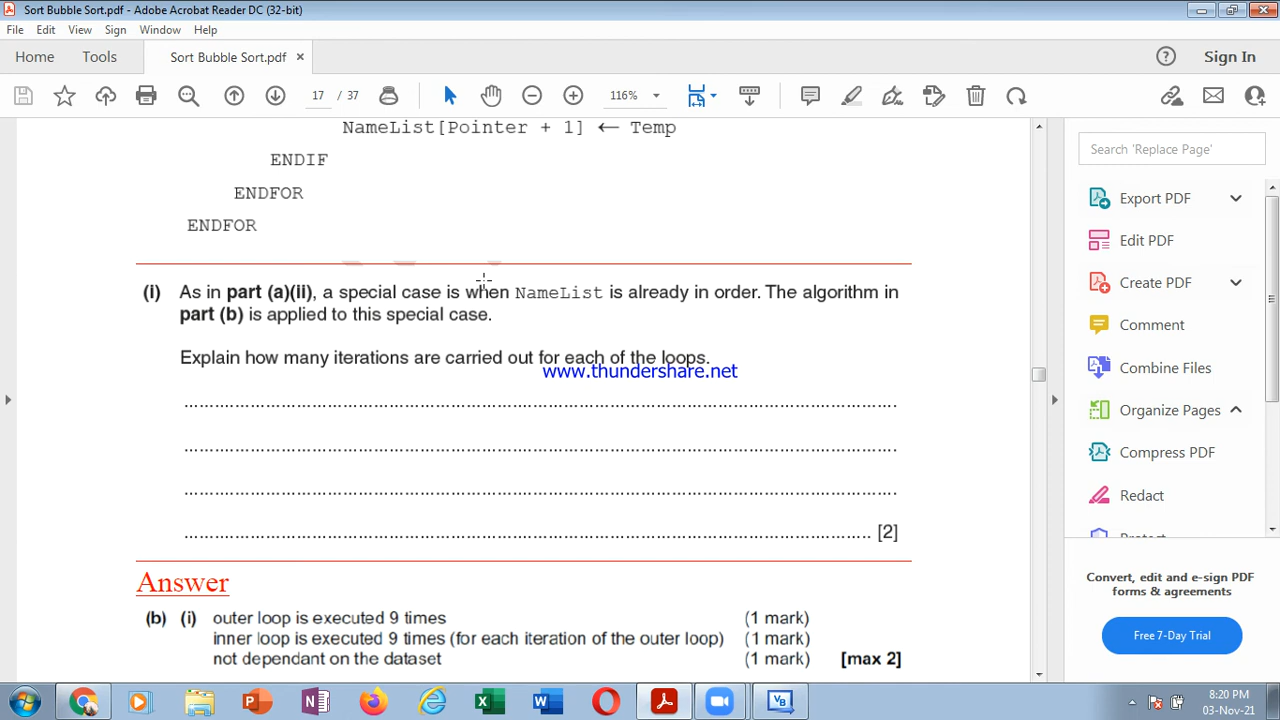 Sort Bubble Sort.pdf - Adobe Acrobat Reader DC (32-bit)
File Edit View Sign Window Help
Home Tools Sort Bubble Sort.pdf × Sign In
17 / 37 116%
NameList[Pointer + 1] ← Temp
ENDIF
ENDFOR
ENDFOR
(i) As in part (a)(ii), a special case is when NameList is already in order. The algorithm in
part (b) is applied to this special case.
Explain how many iterations are carried out for each of the loops.
www.thundershare.net
[2]
Answer
(b) (i) outer loop is executed 9 times (1 mark)
inner loop is executed 9 times (for each iteration of the outer loop) (1 mark)
not dependant on the dataset (1 mark) [max 2]
Search 'Replace Page'
Export PDF
Edit PDF
Create PDF
Comment
Combine Files
Organize Pages
Compress PDF
Redact
Convert, edit and e-sign PDF
forms & agreements
Free 7-Day Trial
8:20 PM
03-Nov-21